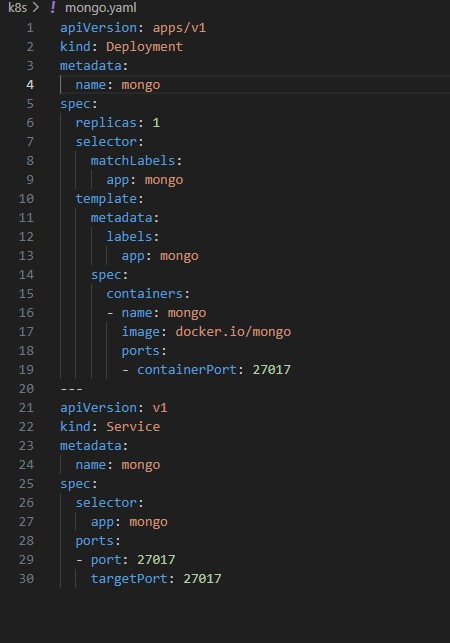 k8s > ! mongo.yaml
1 apiVersion: apps/v1
2 kind: Deployment
3 metadata:
4   name: mongo
5 spec:
6   replicas: 1
7   selector:
8     matchLabels:
9       app: mongo
10   template:
11     metadata:
12       labels:
13         app: mongo
14     spec:
15       containers:
16       - name: mongo
17         image: docker.io/mongo
18         ports:
19         - containerPort: 27017
20 ---
21 apiVersion: v1
22 kind: Service
23 metadata:
24   name: mongo
25 spec:
26   selector:
27     app: mongo
28   ports:
29   - port: 27017
30     targetPort: 27017